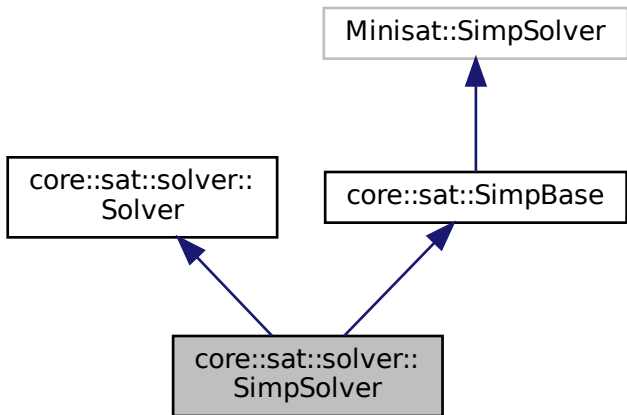 Minisat::SimpSolver
core::sat::solver::
Solver
core::sat::SimpBase
core::sat::solver::
SimpSolver